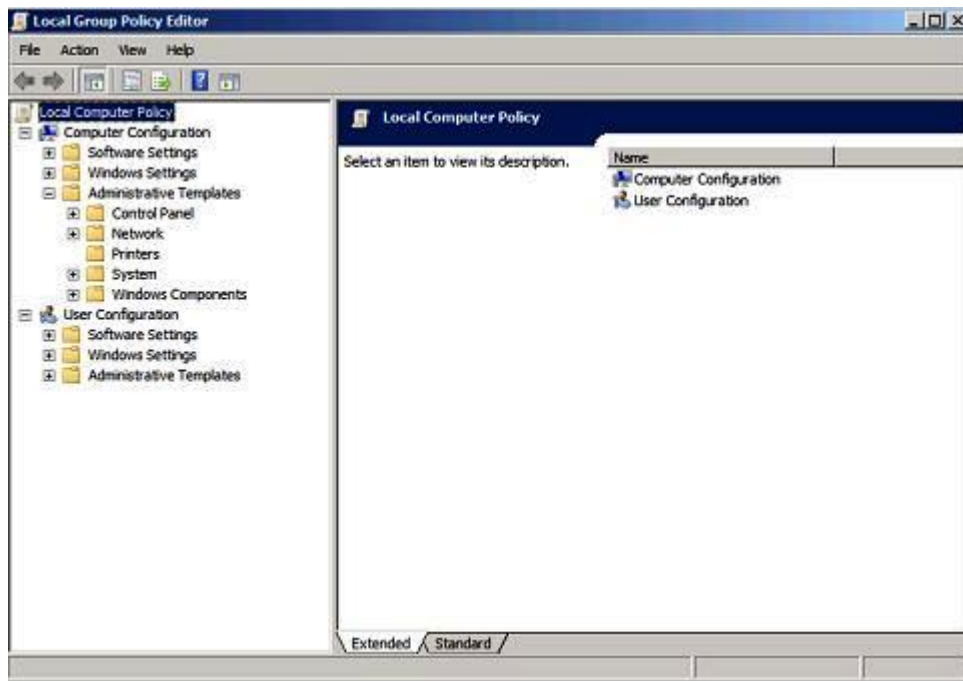 Local Group Policy Editor
File Action View Help
Local Computer Policy
Computer Configuration
Software Settings
Windows Settings
Administrative Templates
Control Panel
Network
Printers
System
Windows Components
User Configuration
Software Settings
Windows Settings
Administrative Templates
Local Computer Policy
Select an item to view its description.
Name
Computer Configuration
User Configuration
Extended Standard